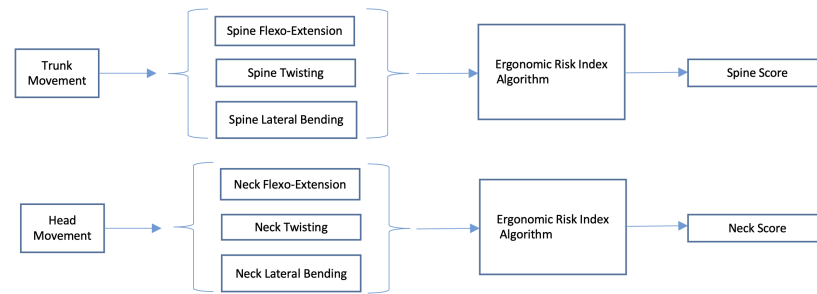 Trunk
Movement
Spine Flexo-Extension
Spine Twisting
Spine Lateral Bending
Ergonomic Risk Index
Algorithm
Spine Score
Head
Movement
Neck Flexo-Extension
Neck Twisting
Neck Lateral Bending
Ergonomic Risk Index
Algorithm
Neck Score